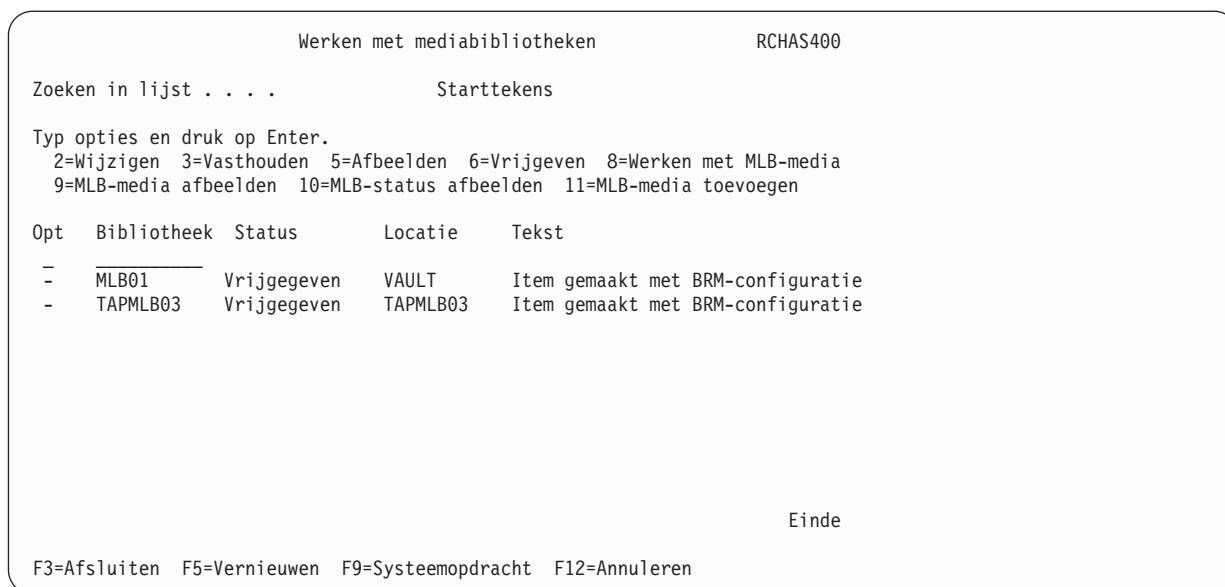 Werken met mediabibliotheken RCHAS400
Zoeken in lijst . . . . Starttekens
Typ opties en druk op Enter.
2=Wijzigen 3=Vasthouden 5=Afbeelden 6=Vrijgeven 8=Werken met MLB-media
9=MLB-media afbeelden 10=MLB-status afbeelden 11=MLB-media toevoegen
Opt Bibliotheek Status Locatie Tekst
_ __________
- MLB01 Vrijgegeven VAULT Item gemaakt met BRM-configuratie
- TAPMLB03 Vrijgegeven TAPMLB03 Item gemaakt met BRM-configuratie
Einde
F3=Afsluiten F5=Vernieuwen F9=Systeemopdracht F12=Annuleren